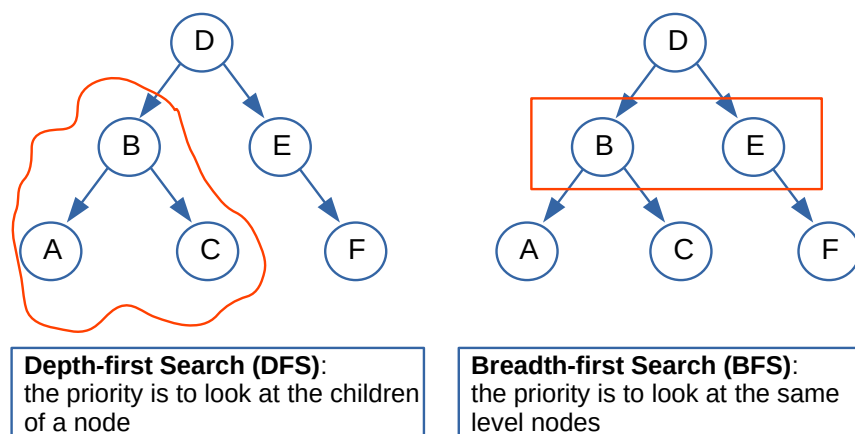 D
D
B
E
B
E
A
C
F
A
C
F
Depth-first Search (DFS):
the priority is to look at the children
of a node
Breadth-first Search (BFS):
the priority is to look at the same
level nodes